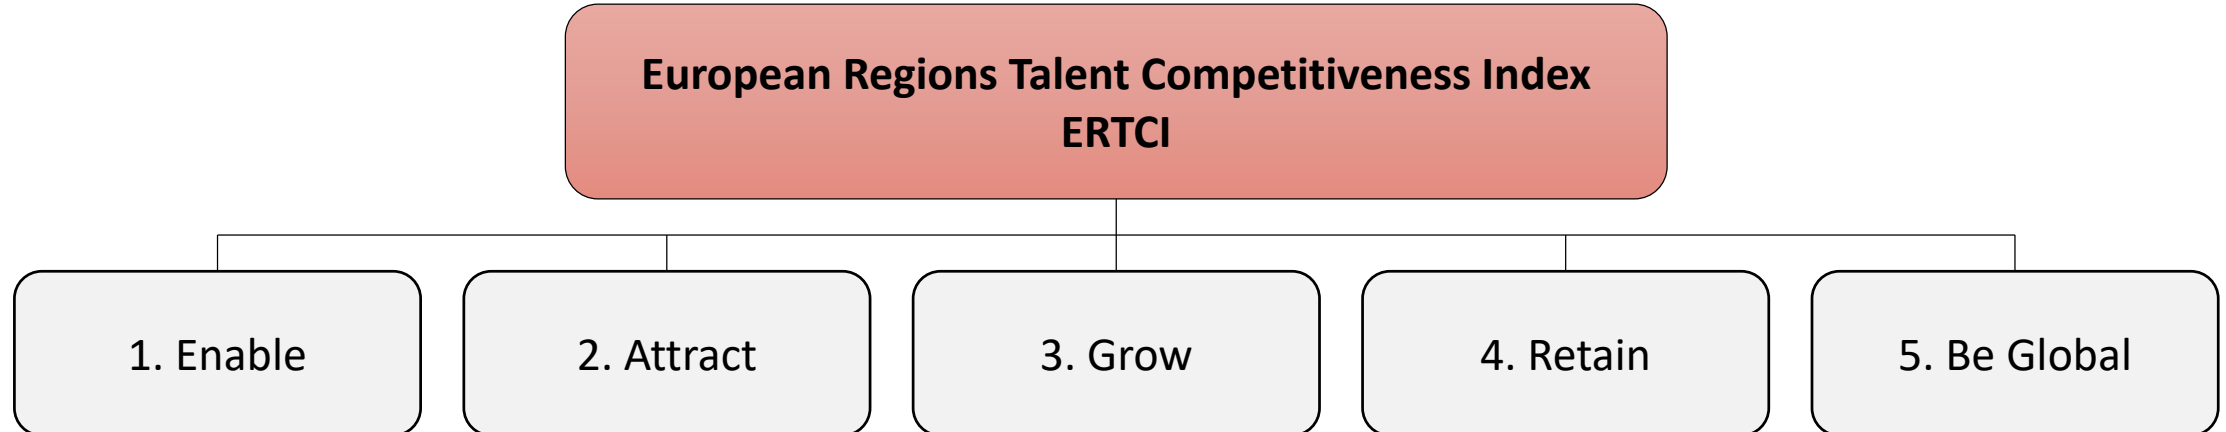 European Regions Talent Competitiveness Index
ERTCI
1. Enable
2. Attract
3. Grow
4. Retain
5. Be Global